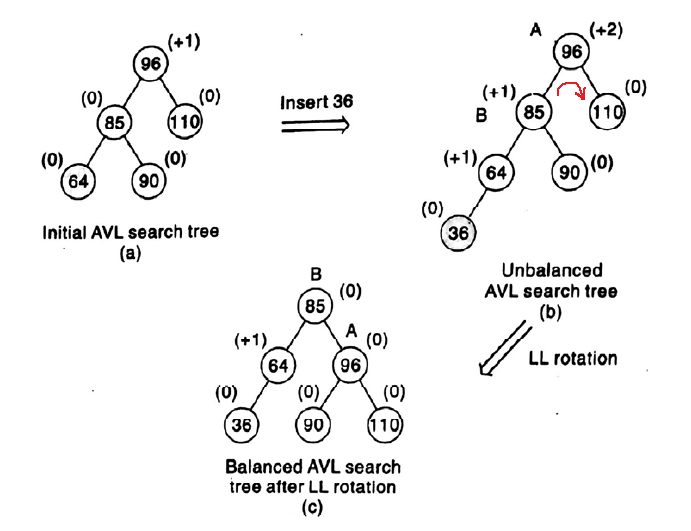 (+1)
96
(0)
85
(0)
110
(0)
64
(0)
90
Initial AVL search tree
(a)
Insert 36
A
(+2)
96
(+1)
B
85
(0)
110
(+1)
64
(0)
90
(0)
36
Unbalanced
AVL search tree
(b)
LL rotation
B
85
(0)
A
(+1)
64
(0)
96
(0)
36
(0)
90
(0)
110
Balanced AVL search
tree after LL rotation
(c)